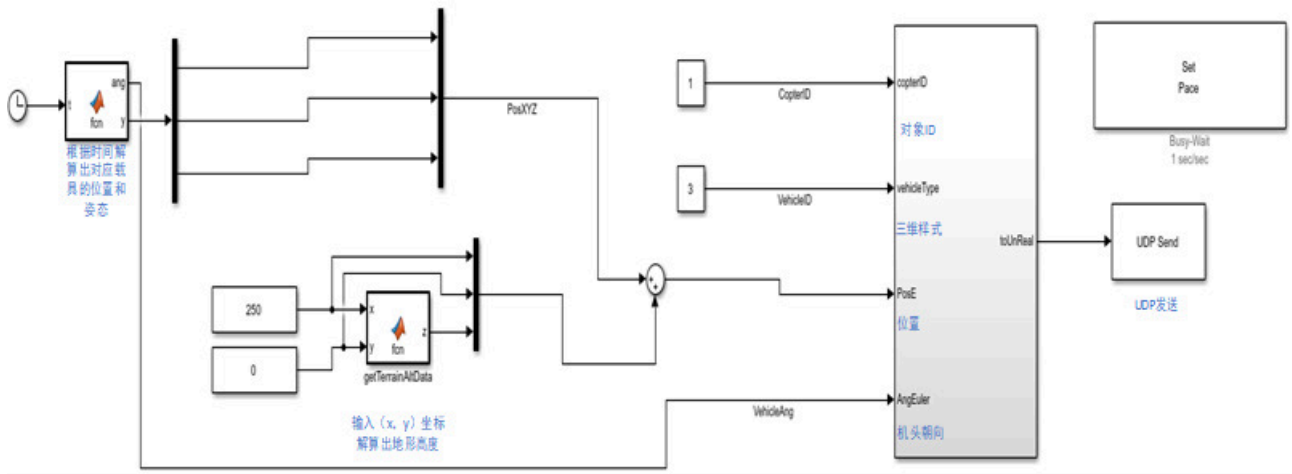 t
ang
y
fcn
根据时间解
算出对应载
具的位置和
姿态
PosXYZ
1
CopterID
3
VehicleID
copterID
对象ID
vehicleType
三维样式
toUnReal
PosE
位置
AngEuler
机头朝向
Set
Pace
Busy-Wait
1 sec/sec
UDP Send
UDP发送
250
0
x
y
z
fcn
getTerrainAltData
输入（x，y）坐标
解算出地形高度
VehicleAng